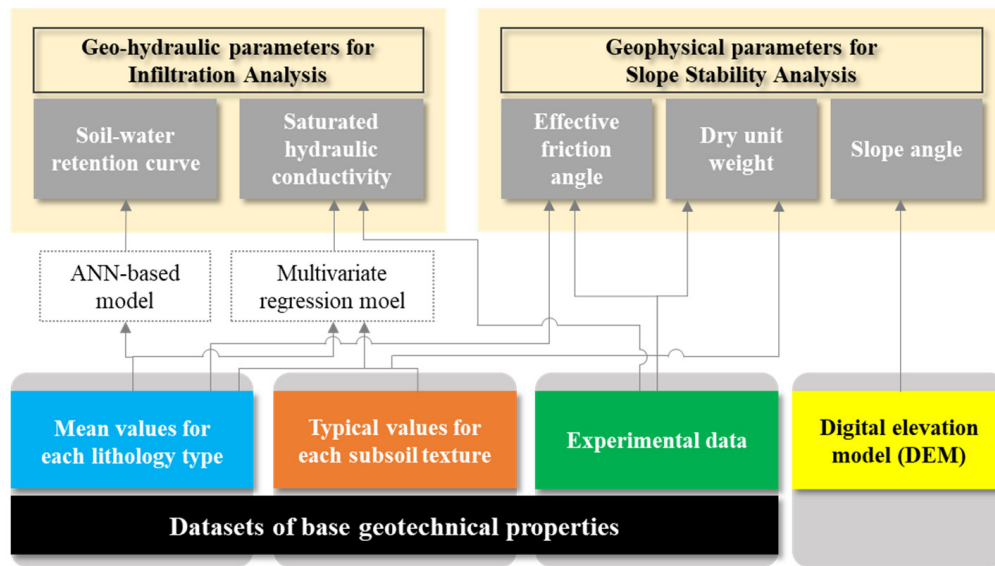 Geo-hydraulic parameters for
Infiltration Analysis
Geophysical parameters for
Slope Stability Analysis
Soil-water
retention curve
Saturated
hydraulic
conductivity
Effective
friction
angle
Dry unit
weight
Slope angle
ANN-based
model
Multivariate
regression moel
Mean values for
each lithology type
Typical values for
each subsoil texture
Experimental data
Digital elevation
model (DEM)
Datasets of base geotechnical properties